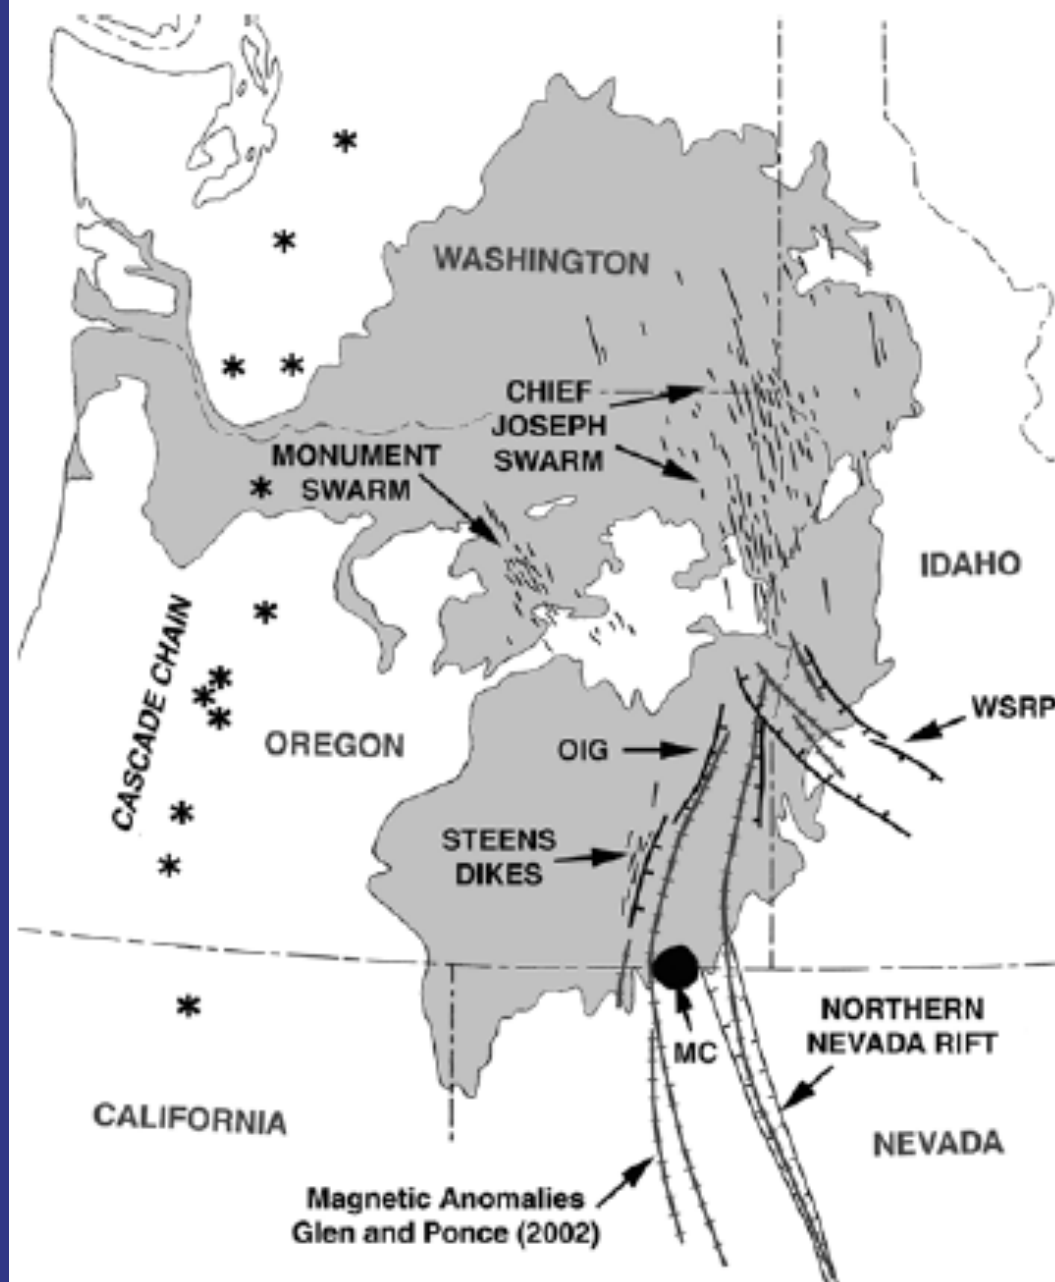 WASHINGTON
CHIEF
JOSEPH
SWARM
MONUMENT
SWARM
IDAHO
CASCADE CHAIN
WSRP
OREGON
OIG
STEENS
DIKES
NORTHERN
NEVADA RIFT
MC
CALIFORNIA
NEVADA
Magnetic Anomalies
Glen and Ponce (2002)